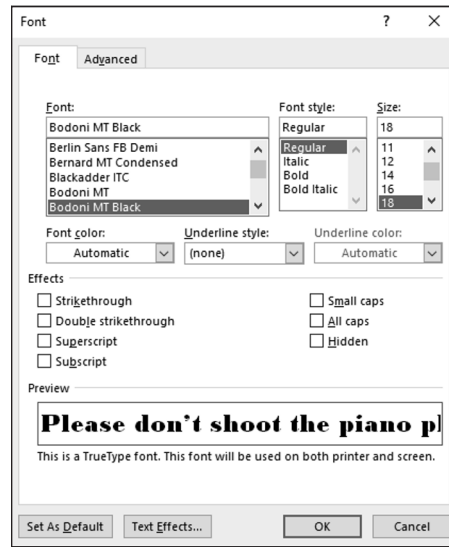 Font ? ×
Font Advanced
Font: Font style: Size:
Bodoni MT Black Regular 18
Berlin Sans FB Demi Regular 11
Bernard MT Condensed Italic 12
Blackadder ITC Bold 14
Bodoni MT Bold Italic 16
Bodoni MT Black 18
Font color: Underline style: Underline color:
Automatic (none) Automatic
Effects
Strikethrough Small caps
Double strikethrough All caps
Superscript Hidden
Subscript
Preview
Please don't shoot the piano pl
This is a TrueType font. This font will be used on both printer and screen.
Set As Default Text Effects... OK Cancel